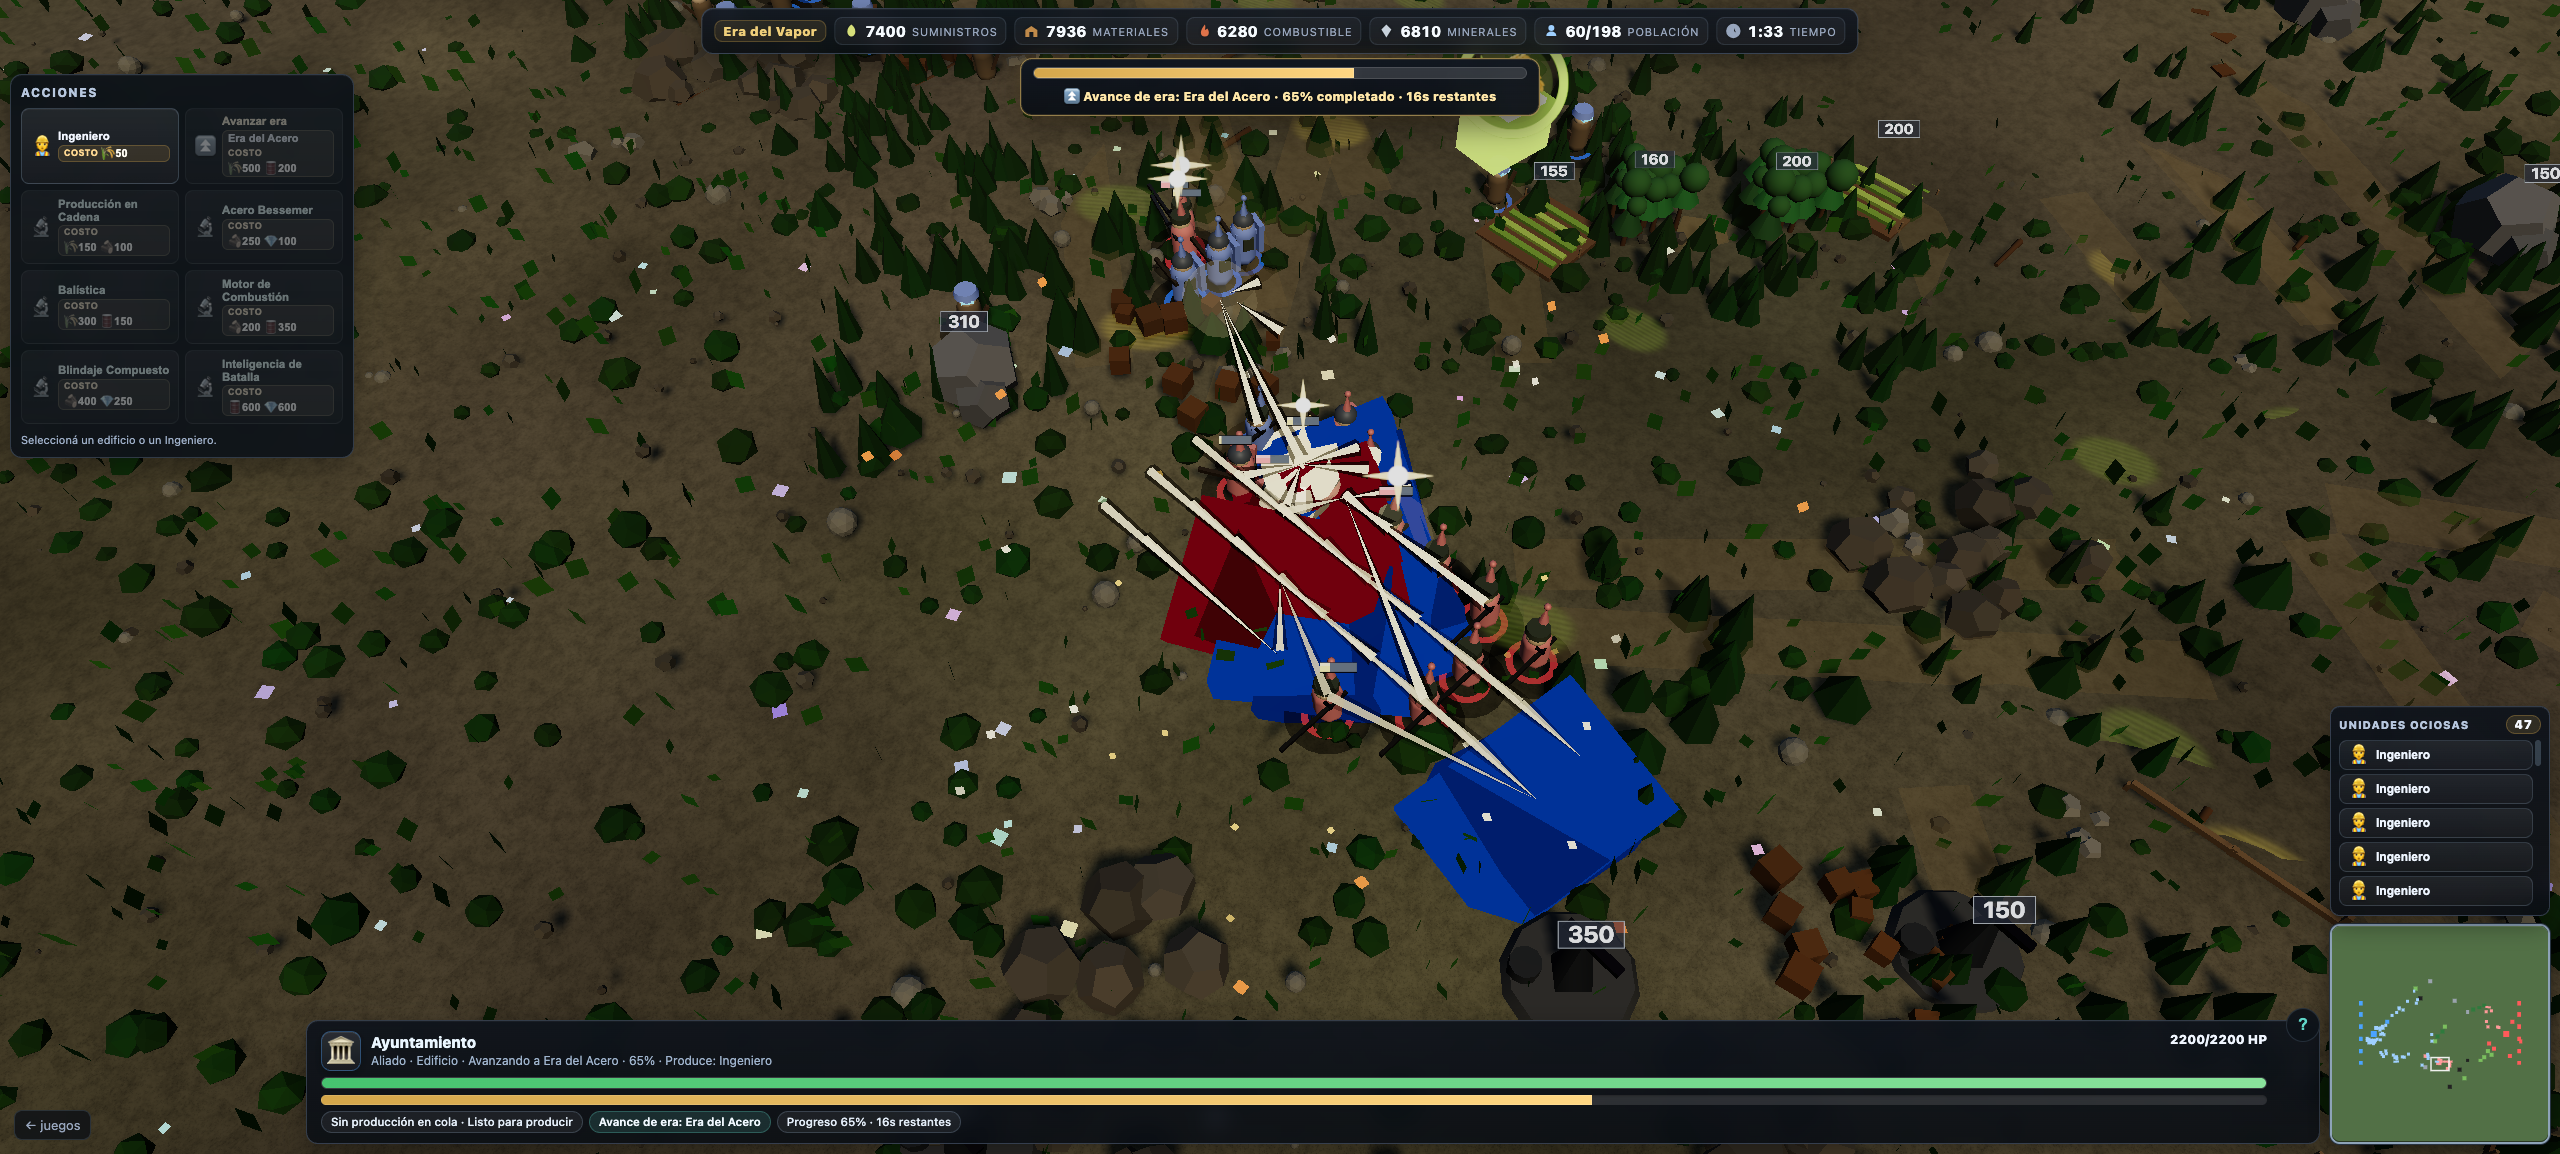 Era del Vapor
7400 SUMINISTROS
7936 MATERIALES
6280 COMBUSTIBLE
6810 MINERALES
60/198 POBLACIÓN
1:33 TIEMPO
Avance de era: Era del Acero · 65% completado · 16s restantes
ACCIONES
Ingeniero
COSTO 50
Avanzar era
Era del Acero
COSTO
500 200
Producción en
Cadena
COSTO
150 100
Acero Bessemer
COSTO
250 100
Balística
COSTO
300 150
Motor de
Combustión
COSTO
200 350
Blindaje Compuesto
COSTO
400 250
Inteligencia de
Batalla
COSTO
600 600
Seleccioná un edificio o un Ingeniero.
200
155
160
200
150
310
350
150
UNIDADES OCIOSAS 47
Ingeniero
Ingeniero
Ingeniero
Ingeniero
Ingeniero
?
Ayuntamiento
2200/2200 HP
Aliado · Edificio · Avanzando a Era del Acero · 65% · Produce: Ingeniero
Sin producción en cola · Listo para producir
Avance de era: Era del Acero
Progreso 65% · 16s restantes
← juegos